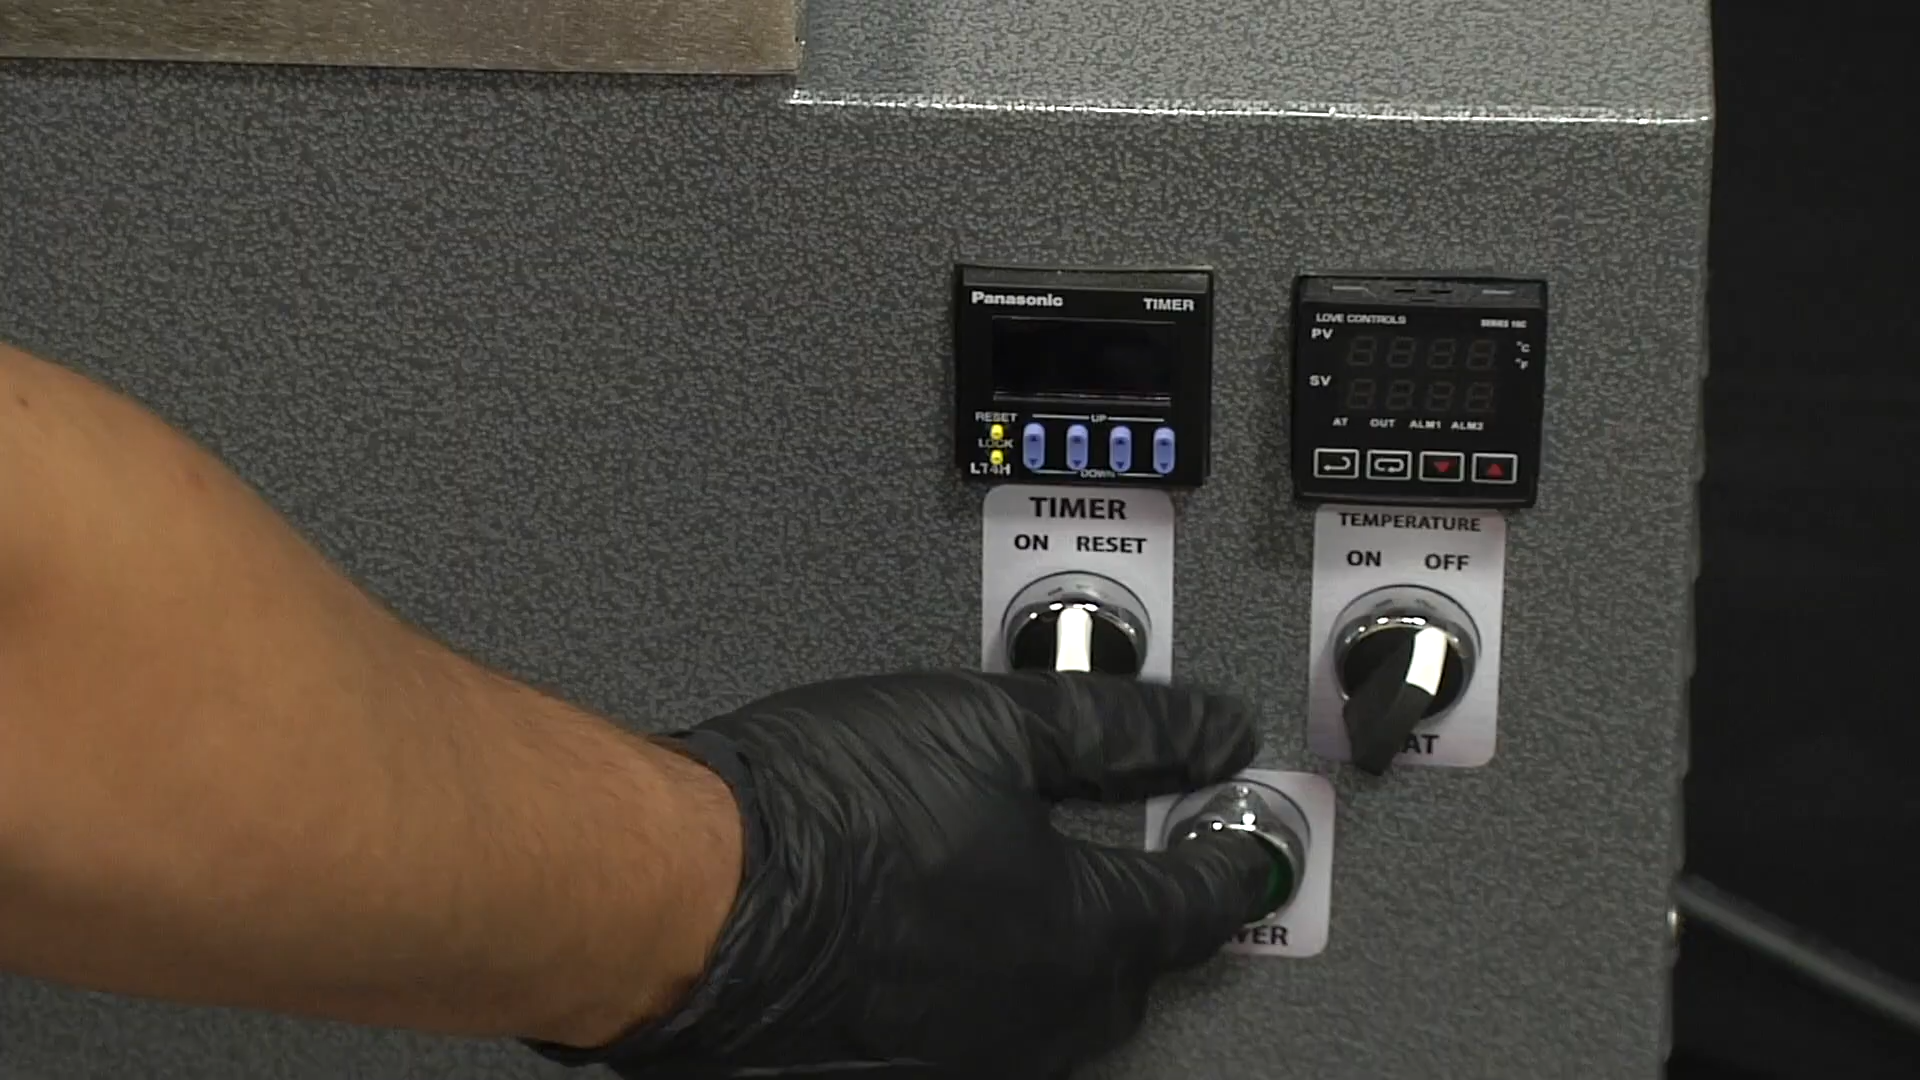 Panasonic TIMER
RESET UP
LOCK
LT4H DOWN
LOVE CONTROLS
PV °C
°F
SV
AT OUT ALM1 ALM2
TIMER
ON RESET
TEMPERATURE
ON OFF
AT
WER